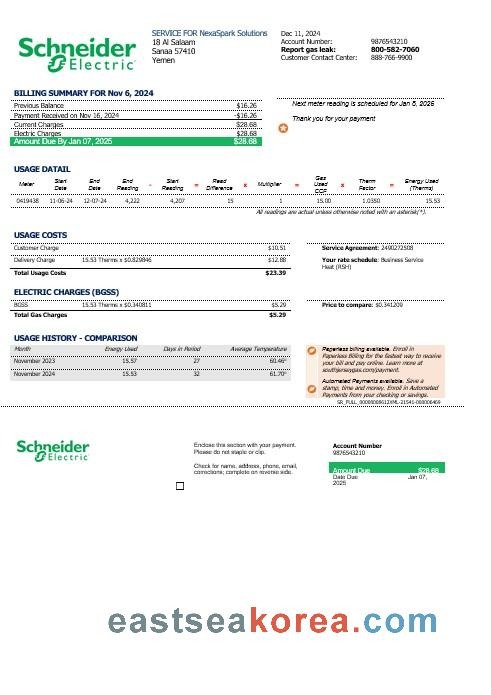 Schneider
Electric
SERVICE FOR NexaSpark Solutions
18 Al Salaam
Sanaa 57410
Yemen
Dec 11, 2024
Account Number: 9876543210
Report gas leak: 800-582-7060
Customer Contact Center: 888-766-9900
BILLING SUMMARY FOR Nov 6, 2024
Previous Balance $16.26
Payment Received on Nov 16, 2024 -$16.26
Current Charges $28.68
Electric Charges $28.68
Amount Due By Jan 07, 2025 $28.68
Next meter reading is scheduled for Jan 6, 2026
Thank you for your payment
USAGE DATAIL
Meter Start Date End Date End Reading - Start Reading = Read Difference x Multiplier = Gas Used CCF x Therm Factor = Energy Used (Therms)
0419438 11-06-24 12-07-24 4,222 4,207 15 1 15.00 1.0350 15.53
All readings are actual unless otherwise noted with an asterisk(*).
USAGE COSTS
Customer Charge $10.51
Delivery Charge 15.53 Therms x $0.829846 $12.88
Total Usage Costs $23.39
Service Agreement: 2490272508
Your rate schedule: Business Service
Heat (RSH)
ELECTRIC CHARGES (BGSS)
BGSS 15.53 Therms x $0.340811 $5.29
Total Gas Charges $5.29
Price to compare: $0.341209
USAGE HISTORY - COMPARISON
Month Energy Used Days in Period Average Temperature
November 2023 15.57 27 60.46°
November 2024 15.53 32 61.70°
Paperless billing available. Enroll in
Paperless Billing for the fastest way to receive
your bill and pay online. Learn more at
southjerseygas.com/payment.
Automated Payments available. Save a
stamp, time and money. Enroll in Automated
Payments from your checking or savings.
Schneider
Electric
Enclose this section with your payment.
Please do not staple or clip.
Check for name, address, phone, email,
corrections; complete on reverse side.
Account Number
9876543210
Amount Due $28.68
Date Due Jan 07,
2025
eastseakorea.com